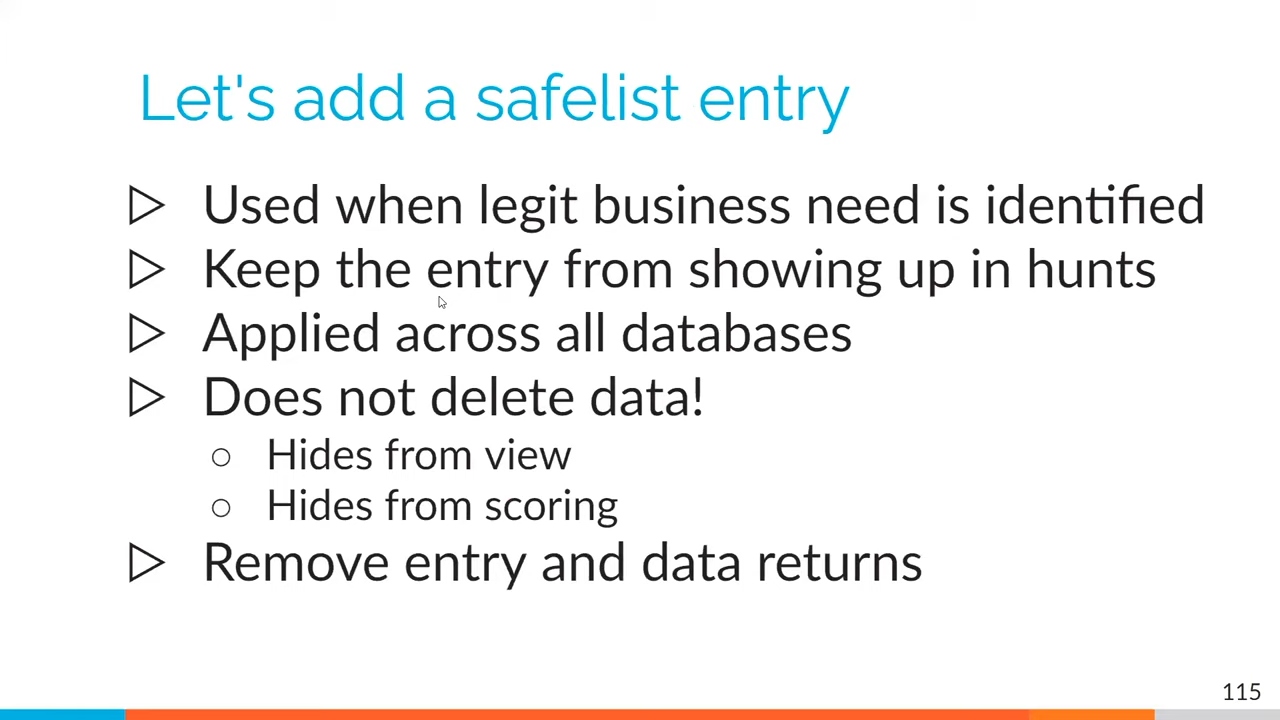 Let's add a safelist entry
▷ Used when legit business need is identified
▷ Keep the entry from showing up in hunts
▷ Applied across all databases
▷ Does not delete data!
○ Hides from view
○ Hides from scoring
▷ Remove entry and data returns
115